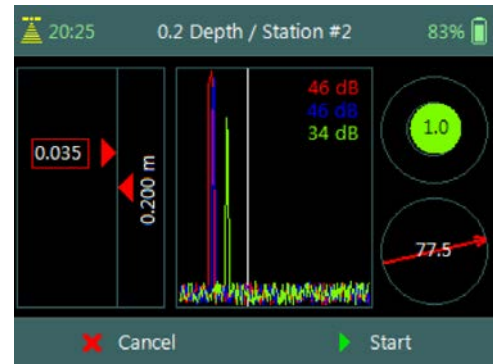 20:25 0.2 Depth / Station #2 83%
46 dB
46 dB
34 dB
1.0
0.035
0.200 m
77.5
Cancel Start